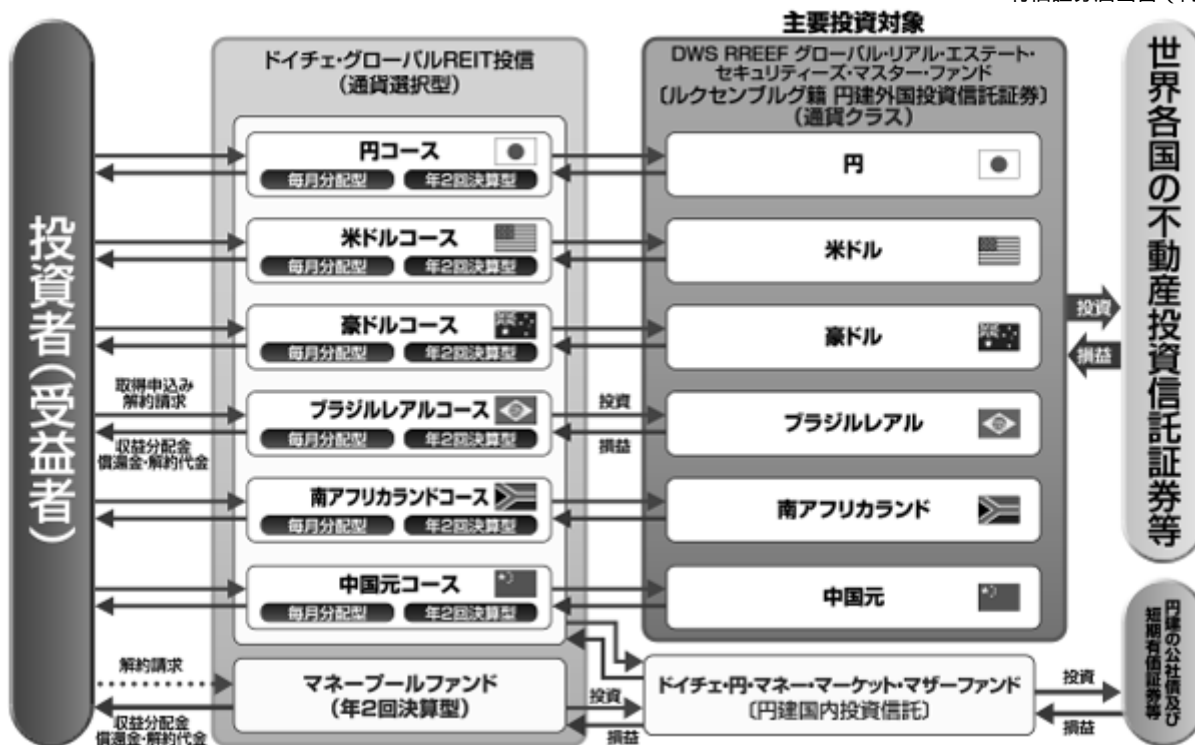 主要投資対象
投資者(受益者)
ドイチェ・グローバルREIT投信
(通貨選択型)
円コース
毎月分配型 年2回決算型
米ドルコース
毎月分配型 年2回決算型
豪ドルコース
毎月分配型 年2回決算型
取得申込み
解約請求
収益分配金
償還金・解約代金
ブラジルレアルコース
毎月分配型 年2回決算型
投資
損益
南アフリカランドコース
毎月分配型 年2回決算型
中国元コース
毎月分配型 年2回決算型
解約請求
収益分配金
償還金・解約代金
マネープールファンド
(年2回決算型)
投資
損益
DWS RREEF グローバル・リアル・エステート・
セキュリティーズ・マスター・ファンド
〔ルクセンブルグ籍 円建外国投資信託証券〕
(通貨クラス)
円
米ドル
豪ドル
ブラジルレアル
南アフリカランド
中国元
投資
損益
世界各国の不動産投資信託証券等
ドイチェ・円・マネー・マーケット・マザーファンド
〔円建国内投資信託〕
投資
損益
円建の公社債及び
短期有価証券等